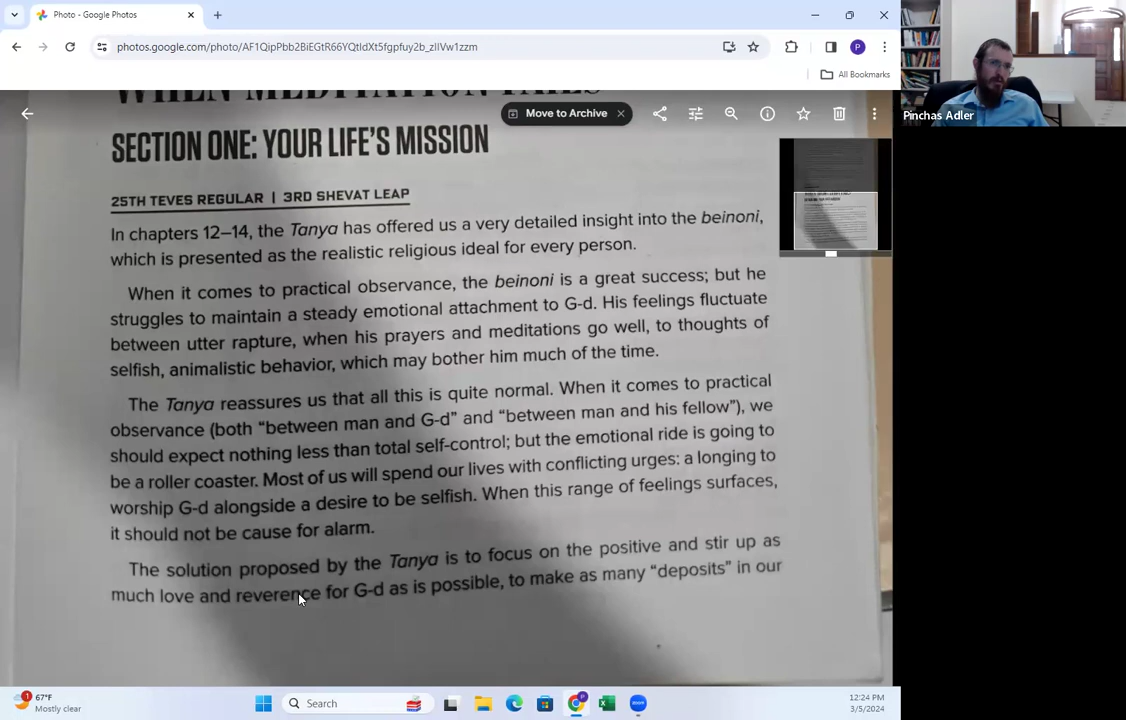 Photo - Google Photos
photos.google.com/photo/AF1QipPbb2BiEGtR66YQtIdXt5fgpfuy2b_zIIVw1zzm
P
All Bookmarks
Pinchas Adler
Move to Archive
SECTION ONE: YOUR LIFE'S MISSION
25TH TEVES REGULAR | 3RD SHEVAT LEAP
In chapters 12–14, the Tanya has offered us a very detailed insight into the beinoni,
which is presented as the realistic religious ideal for every person.
When it comes to practical observance, the beinoni is a great success; but he
struggles to maintain a steady emotional attachment to G-d. His feelings fluctuate
between utter rapture, when his prayers and meditations go well, to thoughts of
selfish, animalistic behavior, which may bother him much of the time.
The Tanya reassures us that all this is quite normal. When it comes to practical
observance (both "between man and G-d" and "between man and his fellow"), we
should expect nothing less than total self-control; but the emotional ride is going to
be a roller coaster. Most of us will spend our lives with conflicting urges: a longing to
worship G-d alongside a desire to be selfish. When this range of feelings surfaces,
it should not be cause for alarm.
The solution proposed by the Tanya is to focus on the positive and stir up as
much love and reverence for G-d as is possible, to make as many "deposits" in our
1
67°F
Mostly clear
Search
zoom
12:24 PM
3/5/2024